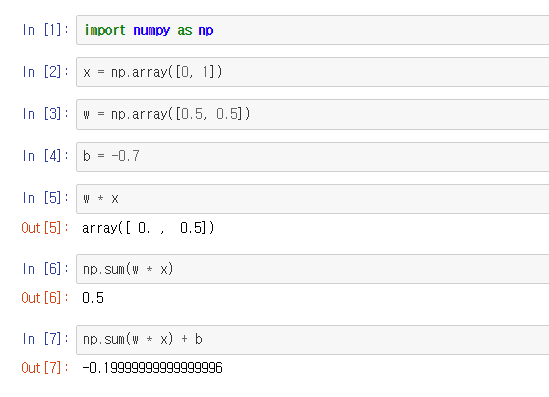 In [1]: import numpy as np
In [2]: x = np.array([0, 1])
In [3]: w = np.array([0.5, 0.5])
In [4]: b = -0.7
In [5]: w * x
Out[5]: array([ 0. ,  0.5])
In [6]: np.sum(w * x)
Out[6]: 0.5
In [7]: np.sum(w * x) + b
Out[7]: -0.19999999999999996